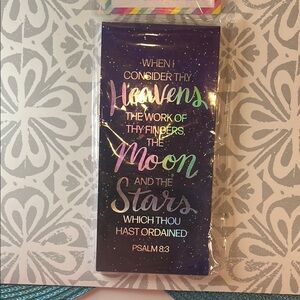 WHEN I
CONSIDER THY
Heavens,
THE WORK OF
THY FINGERS,
THE
Moon
AND THE
Stars
WHICH THOU
HAST ORDAINED
PSALM 8:3